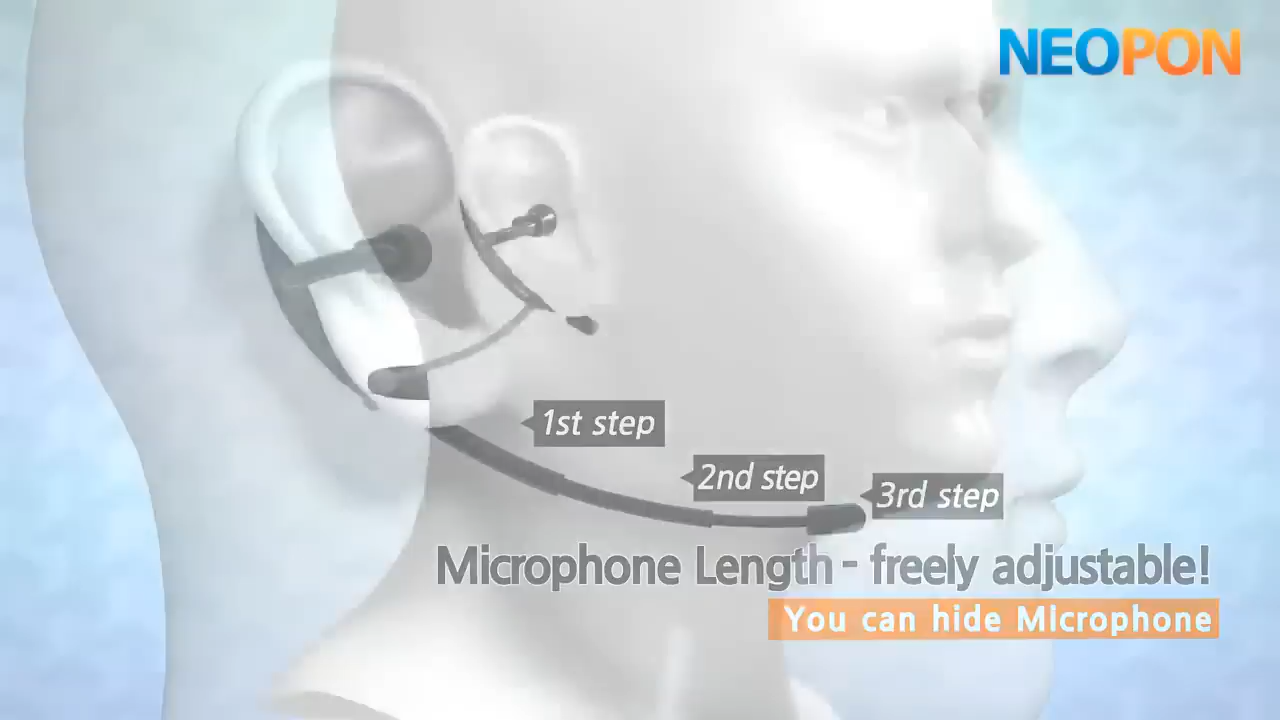 NEOPON
1st step
2nd step
3rd step
Microphone Length - freely adjustable!
You can hide Microphone